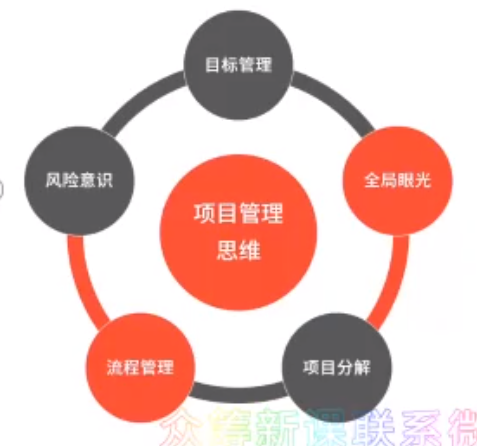 目标管理
全局眼光
项目分解
流程管理
风险意识
项目管理
思维
众筹新课联系微